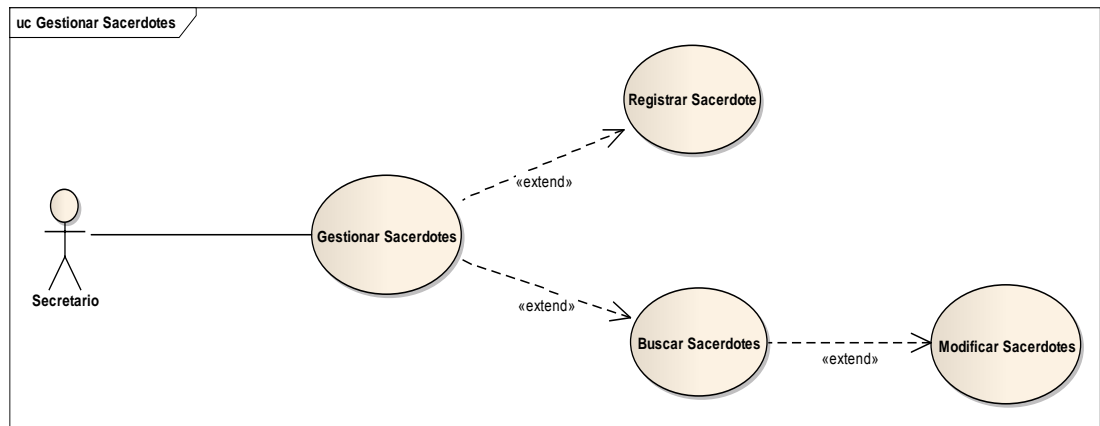 uc Gestionar Sacerdotes
Registrar Sacerdote
«extend»
Gestionar Sacerdotes
Secretario
«extend»
Buscar Sacerdotes
«extend»
Modificar Sacerdotes